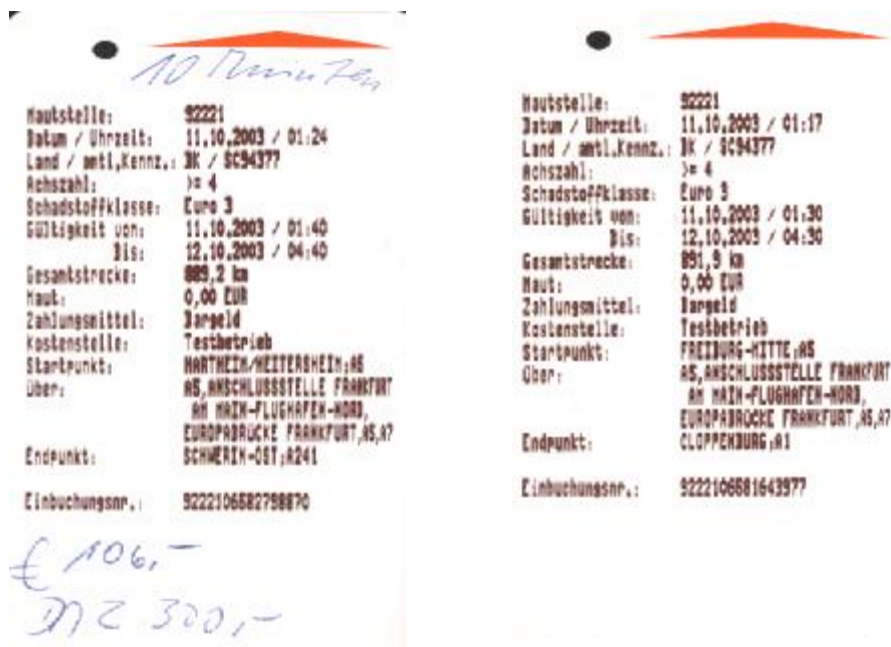 10 Minuten
Mautstelle: 92221
Datum / Uhrzeit: 11.10.2003 / 01:24
Land / amtl.Kennz.: DK / SC94377
Achszahl: >= 4
Schadstoffklasse: Euro 3
Gültigkeit von: 11.10.2003 / 01:40
Bis: 12.10.2003 / 04:40
Gesamtstrecke: 889,2 km
Maut: 0,00 EUR
Zahlungsmittel: Bargeld
Kostenstelle: Testbetrieb
Startpunkt: HARTHEIM/HEITERSHEIM;A5
über: A5,ANSCHLUSSSTELLE FRANKFURT
AM MAIN-FLUGHAFEN-NORD,
EUROPABRÜCKE FRANKFURT,A5,A7
Endpunkt: SCHWERIN-OST;A241
Einbuchungsnr.: 9222106682798870
€ 106,-
320,-
Mautstelle: 92221
Datum / Uhrzeit: 11.10.2003 / 01:17
Land / amtl.Kennz.: DK / SC94377
Achszahl: >= 4
Schadstoffklasse: Euro 3
Gültigkeit von: 11.10.2003 / 01:30
Bis: 12.10.2003 / 04:30
Gesamtstrecke: 891,9 km
Maut: 0,00 EUR
Zahlungsmittel: Bargeld
Kostenstelle: Testbetrieb
Startpunkt: FREIBURG-MITTE;A5
über: A5,ANSCHLUSSSTELLE FRANKFURT
AM MAIN-FLUGHAFEN-NORD,
EUROPABRÜCKE FRANKFURT,A5,A7
Endpunkt: CLOPPENBURG;A1
Einbuchungsnr.: 9222106681643977